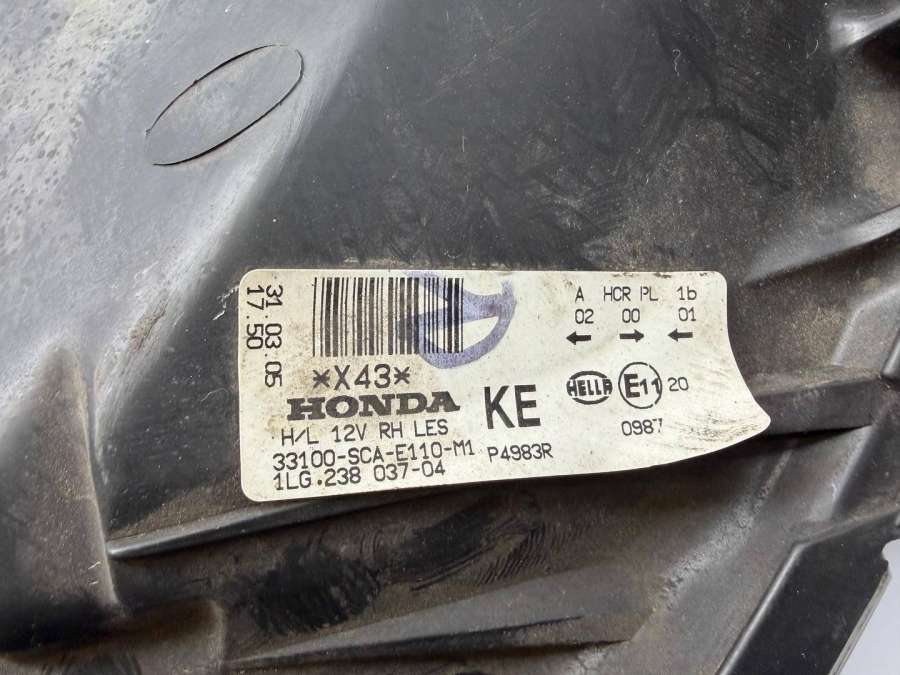 31.03.05
17.50
*X43*
HONDA
H/L 12V RH LES
33100-SCA-E110-M1
1LG.238 037-04
KE
P4983R
A HCR PL 1b
02 00 01
← → ←
HELLA E11 20
0987